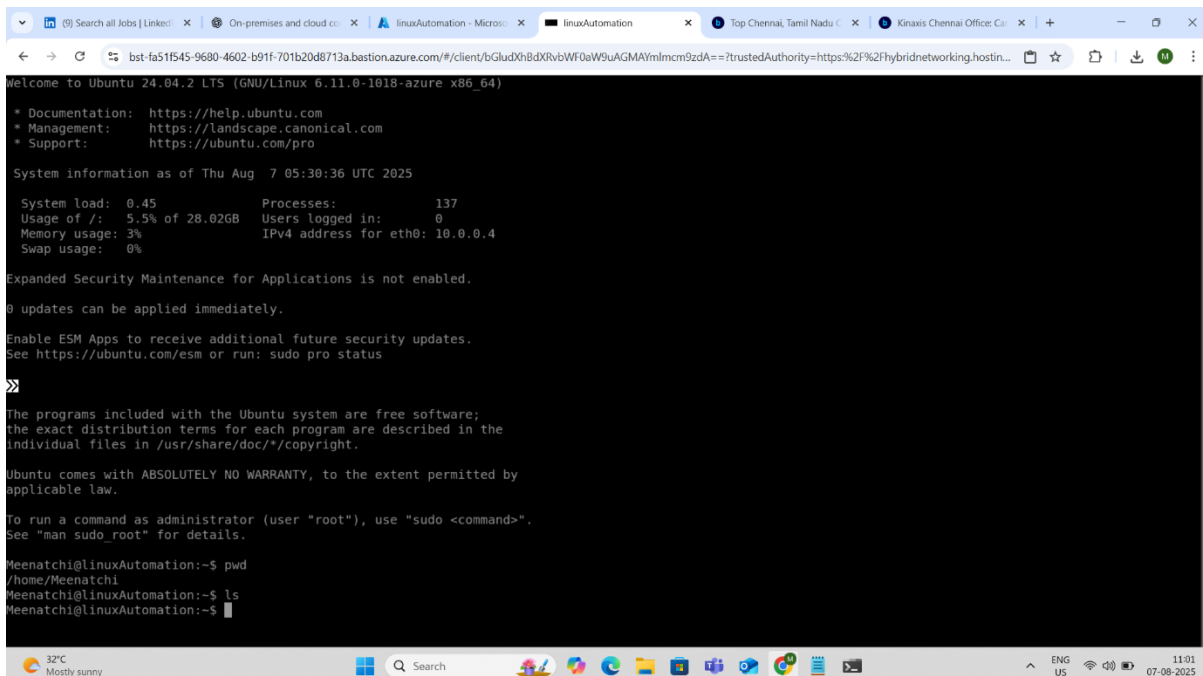 (9) Search all Jobs | Linked
On-premises and cloud co
linuxAutomation - Microso
linuxAutomation
Top Chennai, Tamil Nadu C
Kinaxis Chennai Office: Ca
bst-fa51f545-9680-4602-b91f-701b20d8713a.bastion.azure.com/#/client/bGludXhBdXRvbWF0aW9uAGMAYmlmcm9zdA==?trustedAuthority=https:%2F%2Fhybridnetworking.hostin...
M
Welcome to Ubuntu 24.04.2 LTS (GNU/Linux 6.11.0-1018-azure x86_64)
* Documentation: https://help.ubuntu.com
* Management: https://landscape.canonical.com
* Support: https://ubuntu.com/pro
System information as of Thu Aug 7 05:30:36 UTC 2025
System load: 0.45 Processes: 137
Usage of /: 5.5% of 28.02GB Users logged in: 0
Memory usage: 3% IPv4 address for eth0: 10.0.0.4
Swap usage: 0%
Expanded Security Maintenance for Applications is not enabled.
0 updates can be applied immediately.
Enable ESM Apps to receive additional future security updates.
See https://ubuntu.com/esm or run: sudo pro status
The programs included with the Ubuntu system are free software;
the exact distribution terms for each program are described in the
individual files in /usr/share/doc/*/copyright.
Ubuntu comes with ABSOLUTELY NO WARRANTY, to the extent permitted by
applicable law.
To run a command as administrator (user "root"), use "sudo <command>".
See "man sudo_root" for details.
Meenatchi@linuxAutomation:~$ pwd
/home/Meenatchi
Meenatchi@linuxAutomation:~$ ls
Meenatchi@linuxAutomation:~$
32°C
Mostly sunny
Search
ENG
US
11:01
07-08-2025